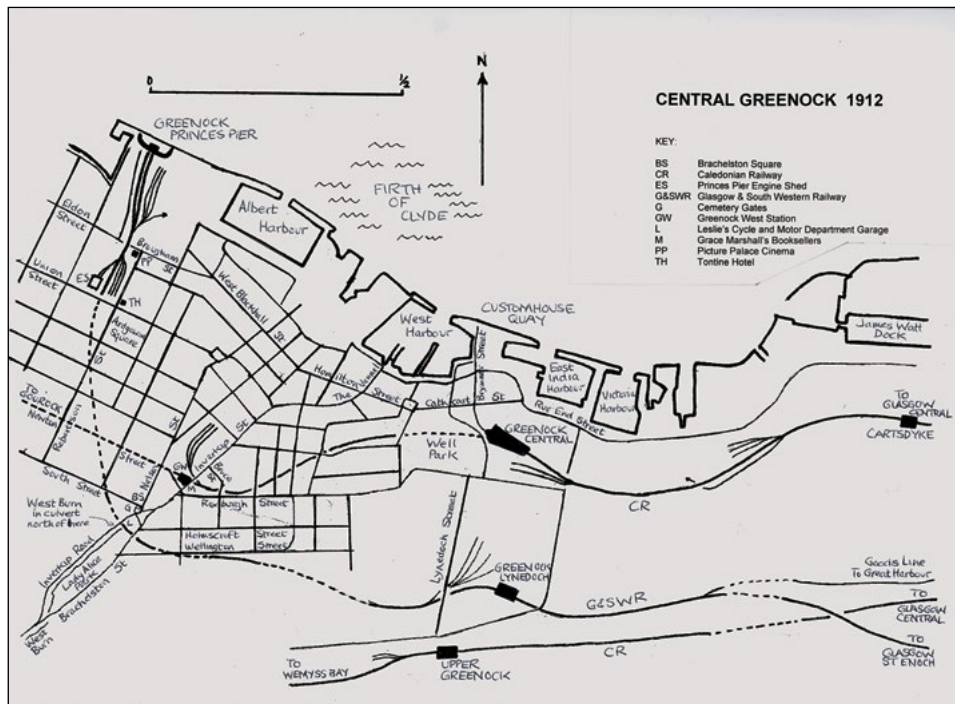 0
½
N
CENTRAL GREENOCK 1912
KEY:
BS Brachelston Square
CR Caledonian Railway
ES Princes Pier Engine Shed
G&SWR Glasgow & South Western Railway
G Cemetery Gates
GW Greenock West Station
L Leslie's Cycle and Motor Department Garage
M Grace Marshall's Booksellers
PP Picture Palace Cinema
TH Tontine Hotel
GREENOCK
PRINCES PIER
FIRTH
OF
CLYDE
Albert
Harbour
Eldon
Street
Brougham
St
PP
Union
Street
ES
TH
West Blackhall
St
Ardgowan
Square
West
Harbour
CUSTOMHOUSE
QUAY
Brymner Street
East
India
Harbour
Victoria
Harbour
James Watt
Dock
Hamilton
The Vennel
Street
Cathcart St
Rue End Street
TO
GOUROCK
Newton
Street
Robertson
St
Nelson
St
Inverkip St
GW
M
Bruce
St
Well
Park
GREENOCK
CENTRAL
TO
GLASGOW
CENTRAL
CARTSDYKE
CR
South Street
BS
G
L
West Burn
in culvert
north of here
Roxburgh Street
Holmscroft Street
Wellington Street
Inverkip Road
Lady Alice
Park
Brachelston St
West
Burn
Lynedoch Street
GREENOCK
LYNEDOCH
G&SWR
Goods Line
To Great Harbour
TO
GLASGOW
CENTRAL
TO
GLASGOW
ST ENOCH
CR
TO
WEMYSS BAY
UPPER
GREENOCK